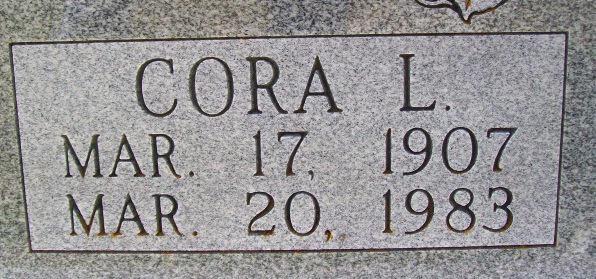 CORA L.
MAR. 17, 1907
MAR. 20, 1983